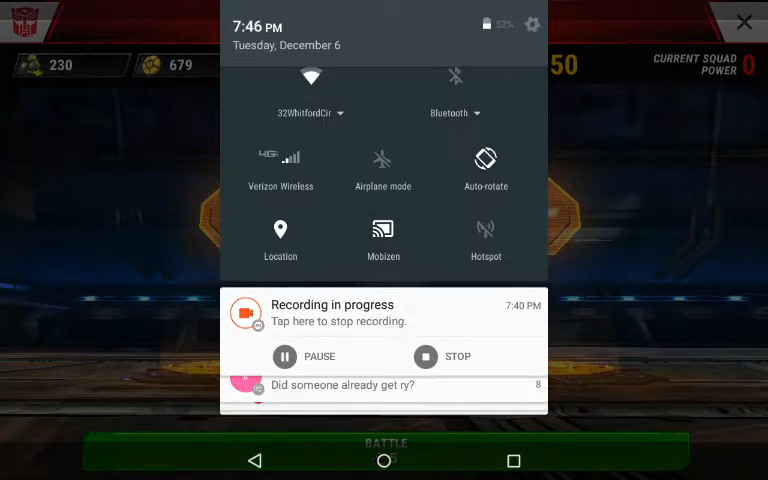 7:46 PM
52%
Tuesday, December 6
230
679
50
CURRENT SQUAD
POWER 0
32WhitfordCir
Bluetooth
4G
Verizon Wireless
Airplane mode
Auto-rotate
Location
Mobizen
Hotspot
Recording in progress
7:40 PM
Tap here to stop recording.
PAUSE
STOP
Did someone already get ry?
8
BATTLE